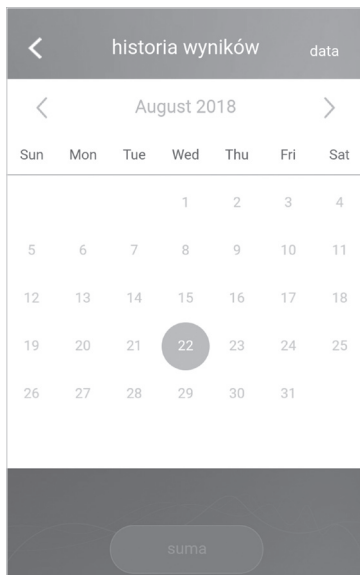 historia wyników data
August 2018
Sun Mon Tue Wed Thu Fri Sat
1 2 3 4
5 6 7 8 9 10 11
12 13 14 15 16 17 18
19 20 21 22 23 24 25
26 27 28 29 30 31
suma